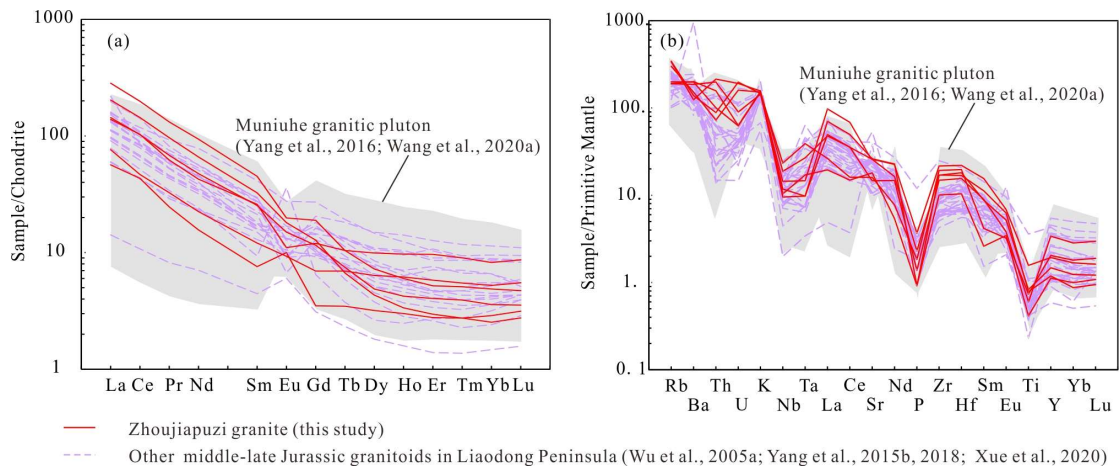 (a)
Sample/Chondrite
1000
100
10
1
Muniuhe granitic pluton
(Yang et al., 2016; Wang et al., 2020a)
La Ce Pr Nd Sm Eu Gd Tb Dy Ho Er Tm Yb Lu
(b)
Sample/Primitive Mantle
1000
100.
10.
1.
0. 1
Muniuhe granitic pluton
(Yang et al., 2016; Wang et al., 2020a)
Rb Th K Ta Ce Nd Zr Sm Ti Yb
Ba U Nb La Sr P Hf Eu Y Lu
Zhoujiapuzi granite (this study)
Other middle-late Jurassic granitoids in Liaodong Peninsula (Wu et al., 2005a; Yang et al., 2015b, 2018; Xue et al., 2020)